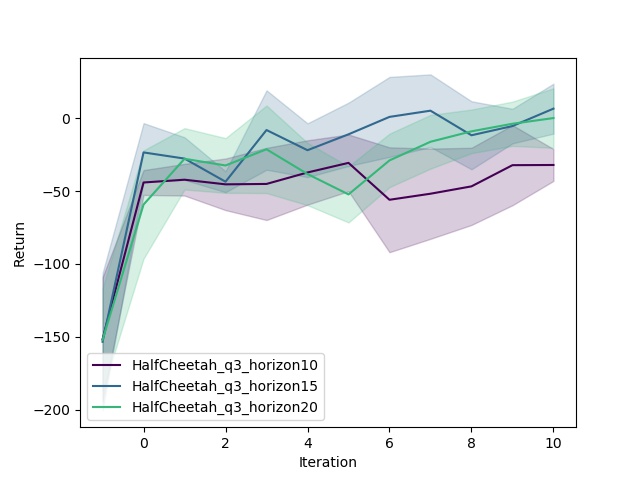 0
−50
−100
−150
−200
Return
HalfCheetah_q3_horizon10
HalfCheetah_q3_horizon15
HalfCheetah_q3_horizon20
0 2 4 6 8 10
Iteration